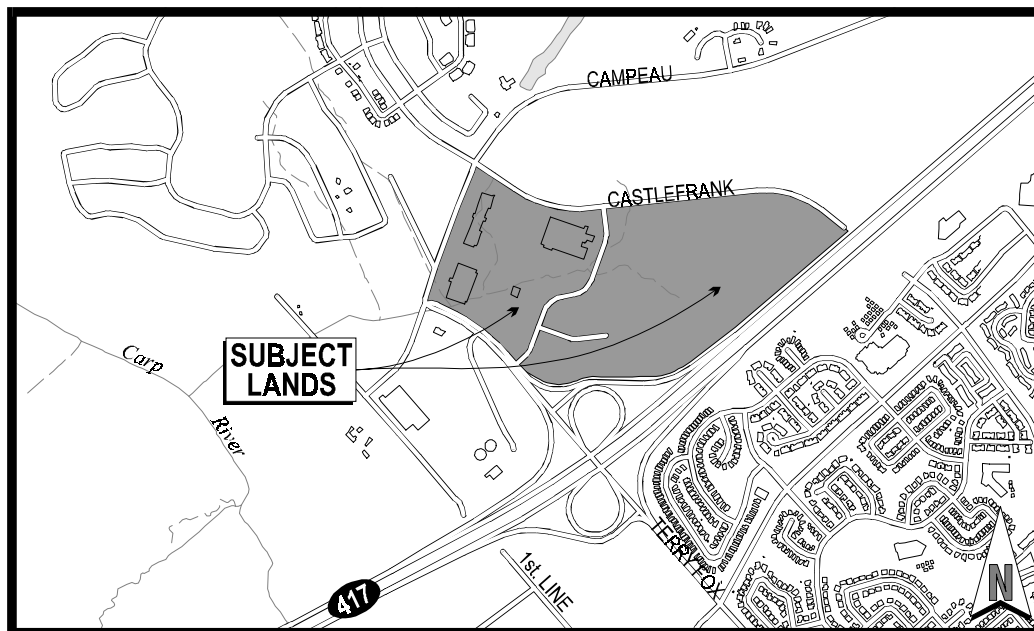 CAMPEAU
CASTLEFRANK
SUBJECT
LANDS
Carp
River
TERRY FOX
1st. LINE
417
N